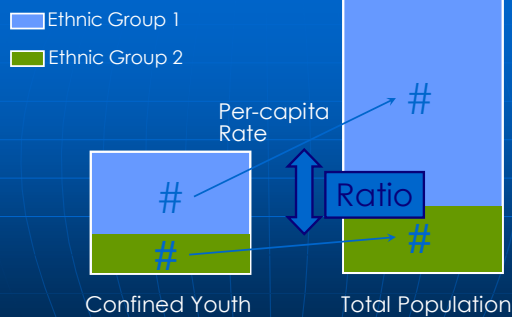 Ethnic Group 1
Ethnic Group 2
#
Per-capita
Rate
#
Ratio
#
#
Confined Youth
Total Population